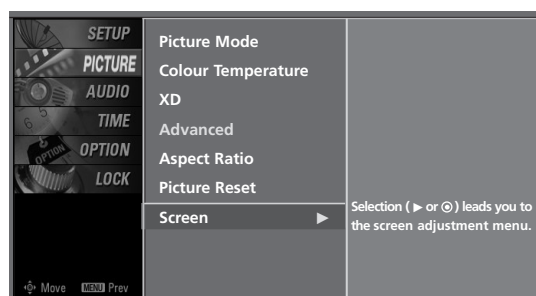 SETUP
PICTURE
AUDIO
TIME
OPTION
LOCK
Move MENU Prev
Picture Mode
Colour Temperature
XD
Advanced
Aspect Ratio
Picture Reset
Screen ▶
Selection ( ▶ or ⊙ ) leads you to
the screen adjustment menu.